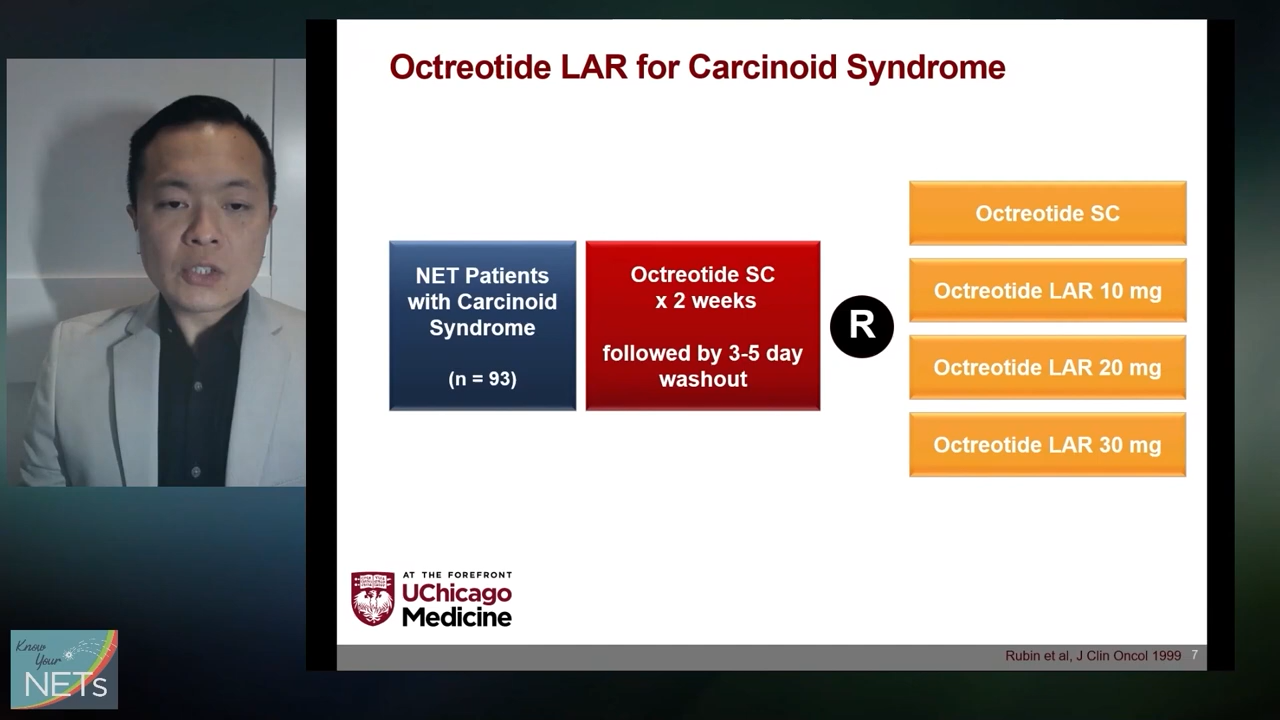 Octreotide LAR for Carcinoid Syndrome
NET Patients
with Carcinoid
Syndrome
(n = 93)
Octreotide SC
x 2 weeks
followed by 3-5 day
washout
R
Octreotide SC
Octreotide LAR 10 mg
Octreotide LAR 20 mg
Octreotide LAR 30 mg
AT THE FOREFRONT
UChicago
Medicine
Rubin et al, J Clin Oncol 1999 7
Know
Your
NETs